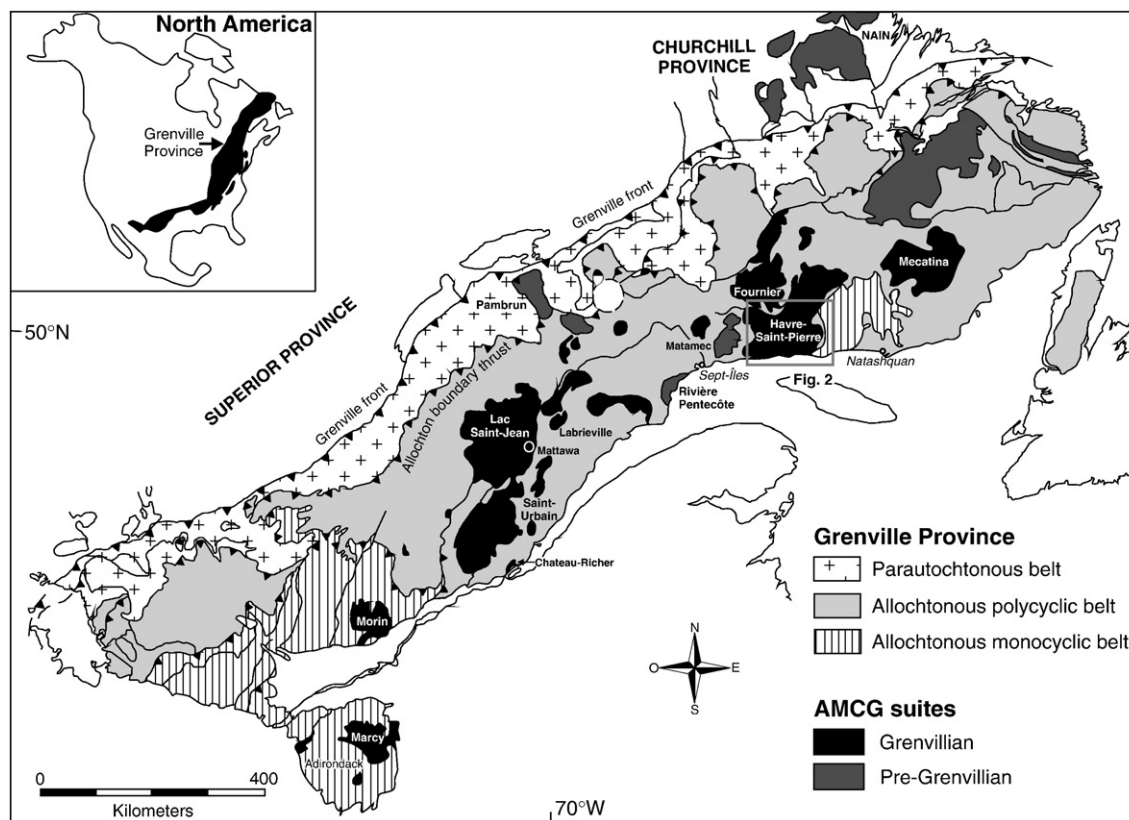 North America
Grenville
Province
CHURCHILL
PROVINCE
NAIN
Grenville front
Mecatina
Fournier
Pambrun
Havre-
Saint-Pierre
50°N
SUPERIOR PROVINCE
Matamec
Natashquan
Sept-Îles
Fig. 2
Allochton boundary thrust
Rivière
Pentecôte
Grenville front
Lac
Saint-Jean
Labrieville
Mattawa
Saint-
Urbain
Chateau-Richer
Morin
Marcy
Adirondack
Grenville Province
Parautochtonous belt
Allochtonous polycyclic belt
Allochtonous monocyclic belt
N
O E
S
AMCG suites
Grenvillian
Pre-Grenvillian
0 400
Kilometers
70°W